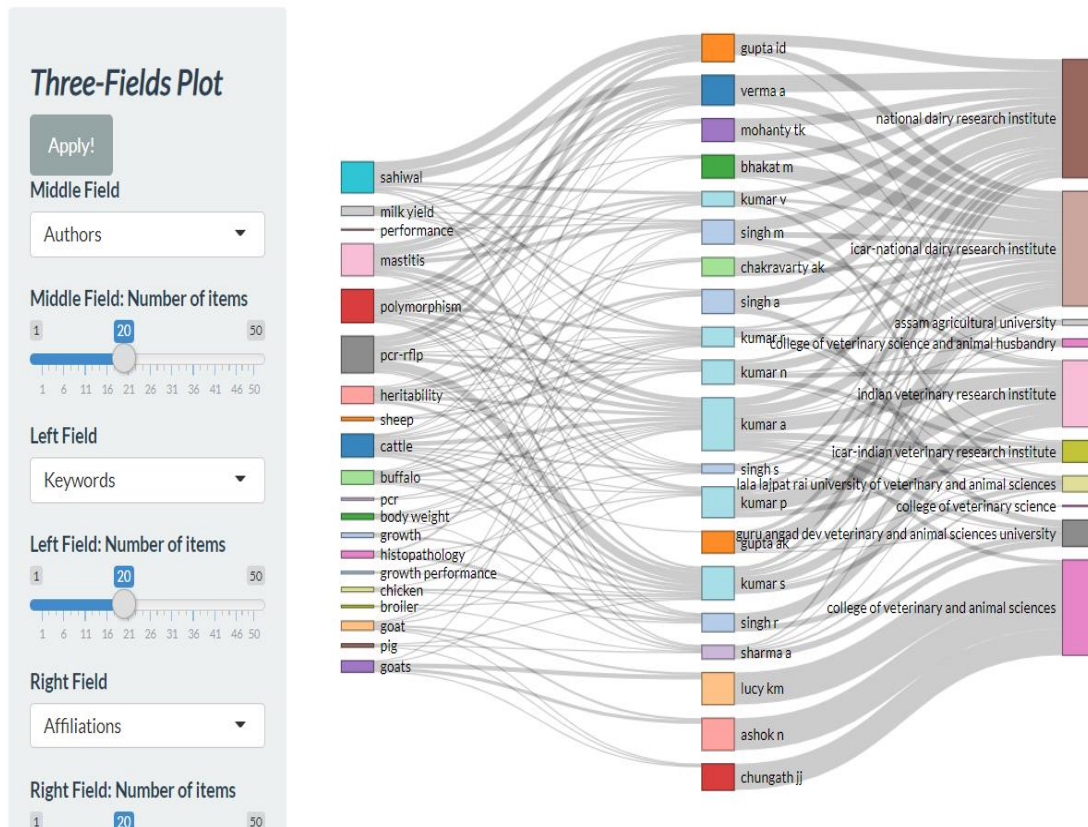 Three-Fields Plot
Apply!
Middle Field
Authors
Middle Field: Number of items
1 20 50
1 6 11 16 21 26 31 36 41 46 50
Left Field
Keywords
Left Field: Number of items
1 20 50
1 6 11 16 21 26 31 36 41 46 50
Right Field
Affiliations
Right Field: Number of items
1 20 50
sahiwal
milk yield
performance
mastitis
polymorphism
pcr-rflp
heritability
sheep
cattle
buffalo
pcr
body weight
growth
histopathology
growth performance
chicken
broiler
goat
pig
goats
gupta id
verma a
mohanty tk
bhakat m
kumar v
singh m
chakravarty ak
singh a
kumar r
kumar n
kumar a
singh s
kumar p
gupta ak
kumar s
singh r
sharma a
lucy km
ashok n
chungath jj
national dairy research institute
icar-national dairy research institute
assam agricultural university
college of veterinary science and animal husbandry
indian veterinary research institute
icar-indian veterinary research institute
lala lajpat rai university of veterinary and animal sciences
college of veterinary science
guru angad dev veterinary and animal sciences university
college of veterinary and animal sciences